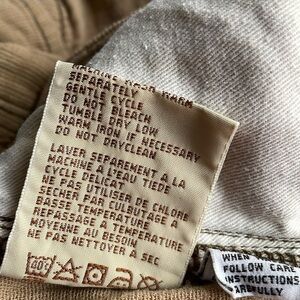 MACHINE WASH WARM
SEPARATELY
GENTLE CYCLE
DO NOT BLEACH
TUMBLE DRY LOW
WARM IRON IF NECESSARY
DO NOT DRYCLEAN
LAVER SEPAREMENT A LA
MACHINE A L'EAU TIEDE
CYCLE DELICAT
NE PAS UTILISER DE CHLORE
SECHER PAR CULBUTAGE A
BASSE TEMPERATURE
REPASSAGE A TEMPERATURE
MOYENNE AU BESOIN
NE PAS NETTOYER A SEC
40°
WHEN
FOLLOW CARE
INSTRUCTIONS
CAREFULLY